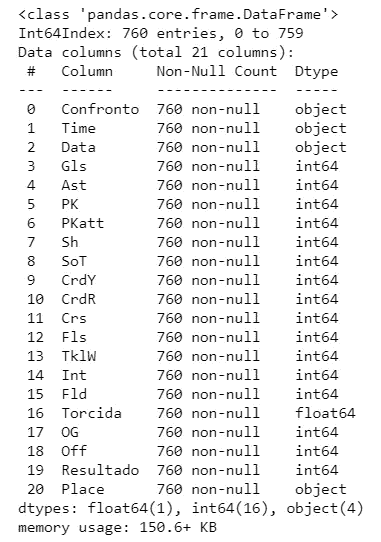 <class 'pandas.core.frame.DataFrame'>
Int64Index: 760 entries, 0 to 759
Data columns (total 21 columns):
 #   Column     Non-Null Count  Dtype
---  ------     --------------  -----
 0   Confronto  760 non-null    object
 1   Time       760 non-null    object
 2   Data       760 non-null    object
 3   Gls        760 non-null    int64
 4   Ast        760 non-null    int64
 5   PK         760 non-null    int64
 6   PKatt      760 non-null    int64
 7   Sh         760 non-null    int64
 8   SoT        760 non-null    int64
 9   CrdY       760 non-null    int64
 10  CrdR       760 non-null    int64
 11  Crs        760 non-null    int64
 12  Fls        760 non-null    int64
 13  TklW       760 non-null    int64
 14  Int        760 non-null    int64
 15  Fld        760 non-null    int64
 16  Torcida    760 non-null    float64
 17  OG         760 non-null    int64
 18  Off        760 non-null    int64
 19  Resultado  760 non-null    int64
 20  Place      760 non-null    object
dtypes: float64(1), int64(16), object(4)
memory usage: 150.6+ KB